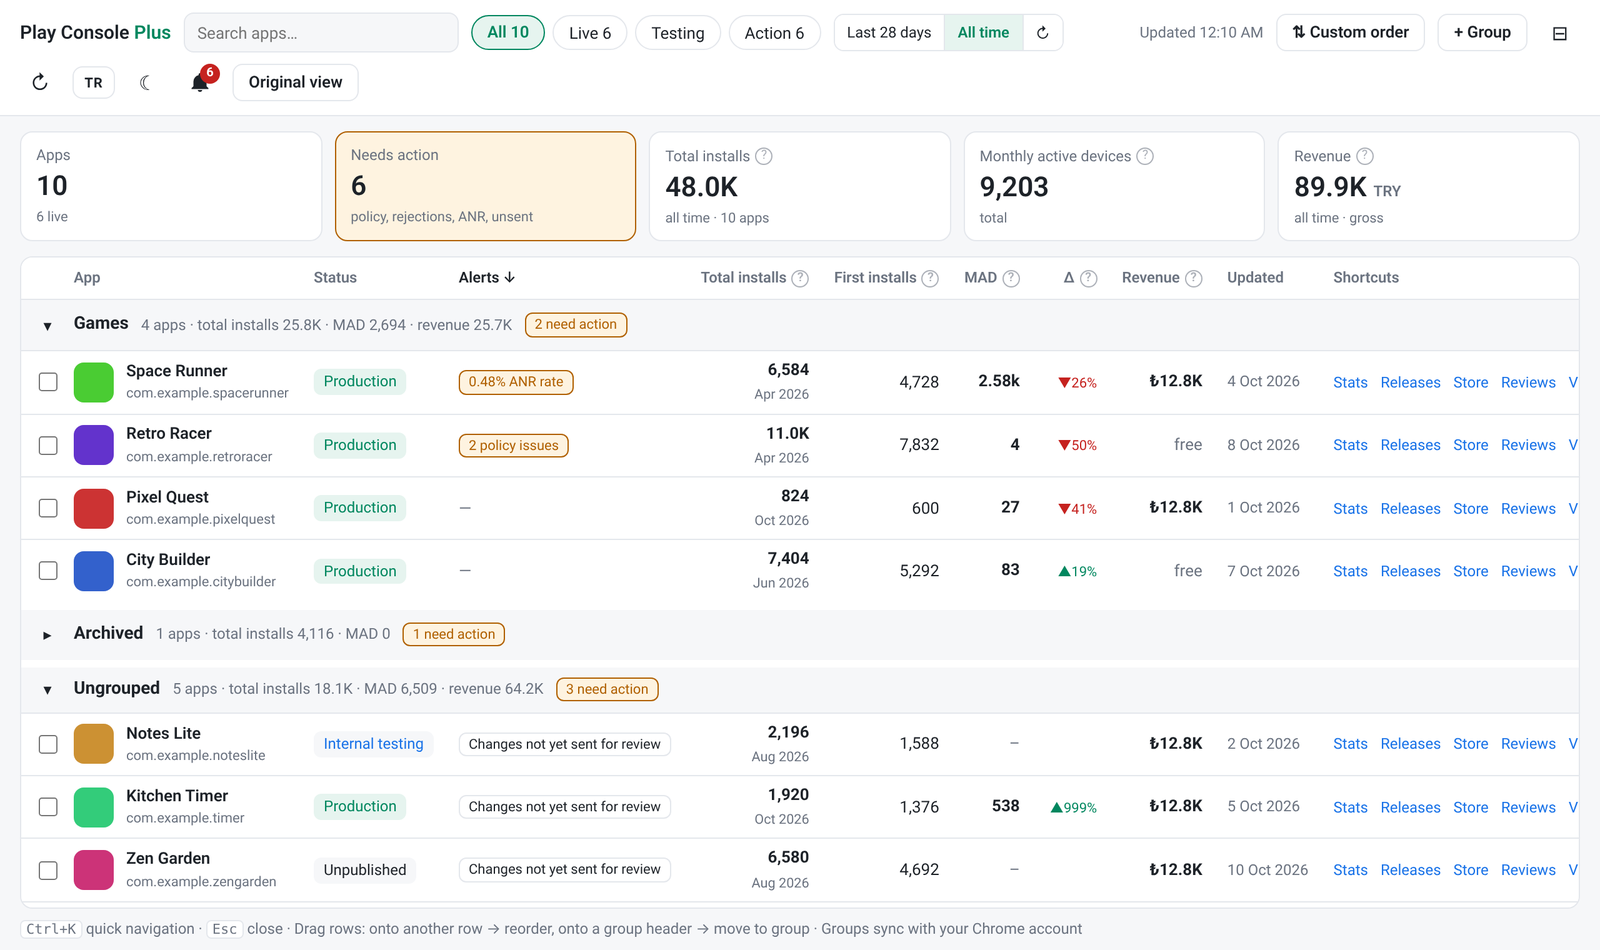 Play Console Plus
Search apps...
All 10
Live 6
Testing
Action 6
Last 28 days
All time
Updated 12:10 AM
⇅ Custom order
+ Group
TR
6
Original view
Apps
10
6 live
Needs action
6
policy, rejections, ANR, unsent
Total installs ?
48.0K
all time · 10 apps
Monthly active devices ?
9,203
total
Revenue ?
89.9K TRY
all time · gross
App Status Alerts ↓ Total installs ? First installs ? MAD ? Δ ? Revenue ? Updated Shortcuts
▼ Games 4 apps · total installs 25.8K · MAD 2,694 · revenue 25.7K 2 need action
Space Runner
com.example.spacerunner
Production
0.48% ANR rate
6,584
Apr 2026
4,728 2.58k ▼26% ₺12.8K 4 Oct 2026 Stats Releases Store Reviews V
Retro Racer
com.example.retroracer
Production
2 policy issues
11.0K
Apr 2026
7,832 4 ▼50% free 8 Oct 2026 Stats Releases Store Reviews V
Pixel Quest
com.example.pixelquest
Production
—
824
Oct 2026
600 27 ▼41% ₺12.8K 1 Oct 2026 Stats Releases Store Reviews V
City Builder
com.example.citybuilder
Production
—
7,404
Jun 2026
5,292 83 ▲19% free 7 Oct 2026 Stats Releases Store Reviews V
► Archived 1 apps · total installs 4,116 · MAD 0 1 need action
▼ Ungrouped 5 apps · total installs 18.1K · MAD 6,509 · revenue 64.2K 3 need action
Notes Lite
com.example.noteslite
Internal testing
Changes not yet sent for review
2,196
Aug 2026
1,588 – ₺12.8K 2 Oct 2026 Stats Releases Store Reviews V
Kitchen Timer
com.example.timer
Production
Changes not yet sent for review
1,920
Oct 2026
1,376 538 ▲999% ₺12.8K 5 Oct 2026 Stats Releases Store Reviews V
Zen Garden
com.example.zengarden
Unpublished
Changes not yet sent for review
6,580
Aug 2026
4,692 – ₺12.8K 10 Oct 2026 Stats Releases Store Reviews V
Ctrl+K quick navigation · Esc close · Drag rows: onto another row → reorder, onto a group header → move to group · Groups sync with your Chrome account